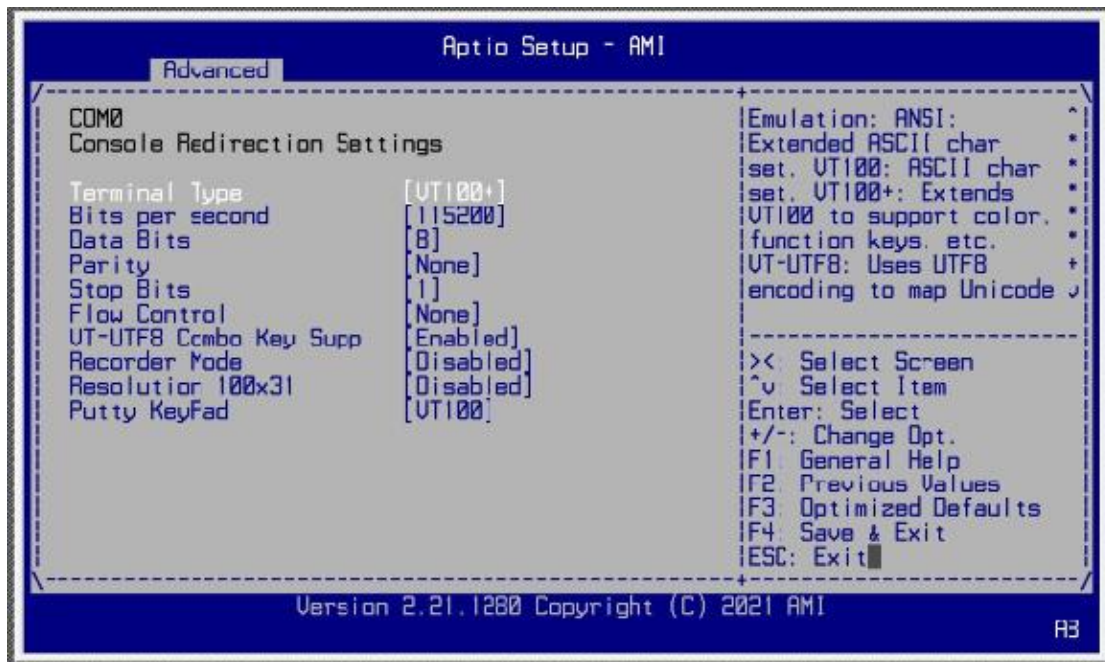 Aptio Setup - AMI
Advanced
COM0
Console Redirection Settings
Terminal Type [VT100+]
Bits per second [115200]
Data Bits [8]
Parity [None]
Stop Bits [1]
Flow Control [None]
VT-UTF8 Combo Key Supp [Enabled]
Recorder Mode [Disabled]
Resolution 100x31 [Disabled]
Putty KeyPad [VT100]
Emulation: ANSI:
Extended ASCII char
set. VT100: ASCII char
set. VT100+: Extends
VT100 to support color,
function keys, etc.
VT-UTF8: Uses UTF8
encoding to map Unicode
><: Select Screen
^v: Select Item
Enter: Select
+/-: Change Opt.
F1: General Help
F2: Previous Values
F3: Optimized Defaults
F4: Save & Exit
ESC: Exit
Version 2.21.1280 Copyright (C) 2021 AMI
A3